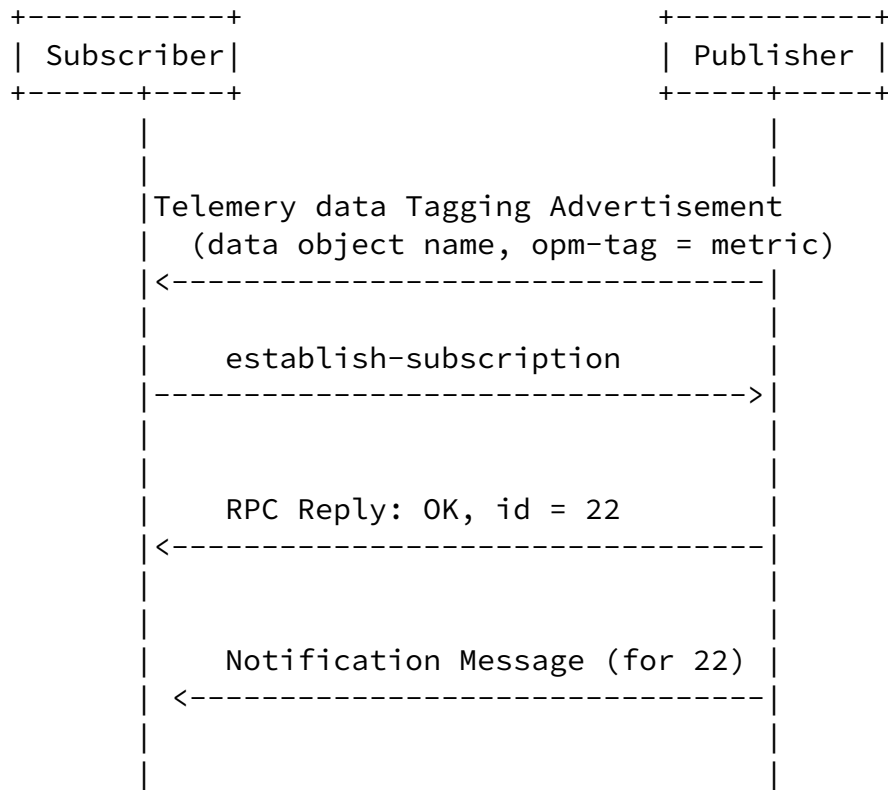 Subscriber Publisher
Telemery data Tagging Advertisement
(data object name, opm-tag = metric)
establish-subscription
RPC Reply: OK, id = 22
Notification Message (for 22)